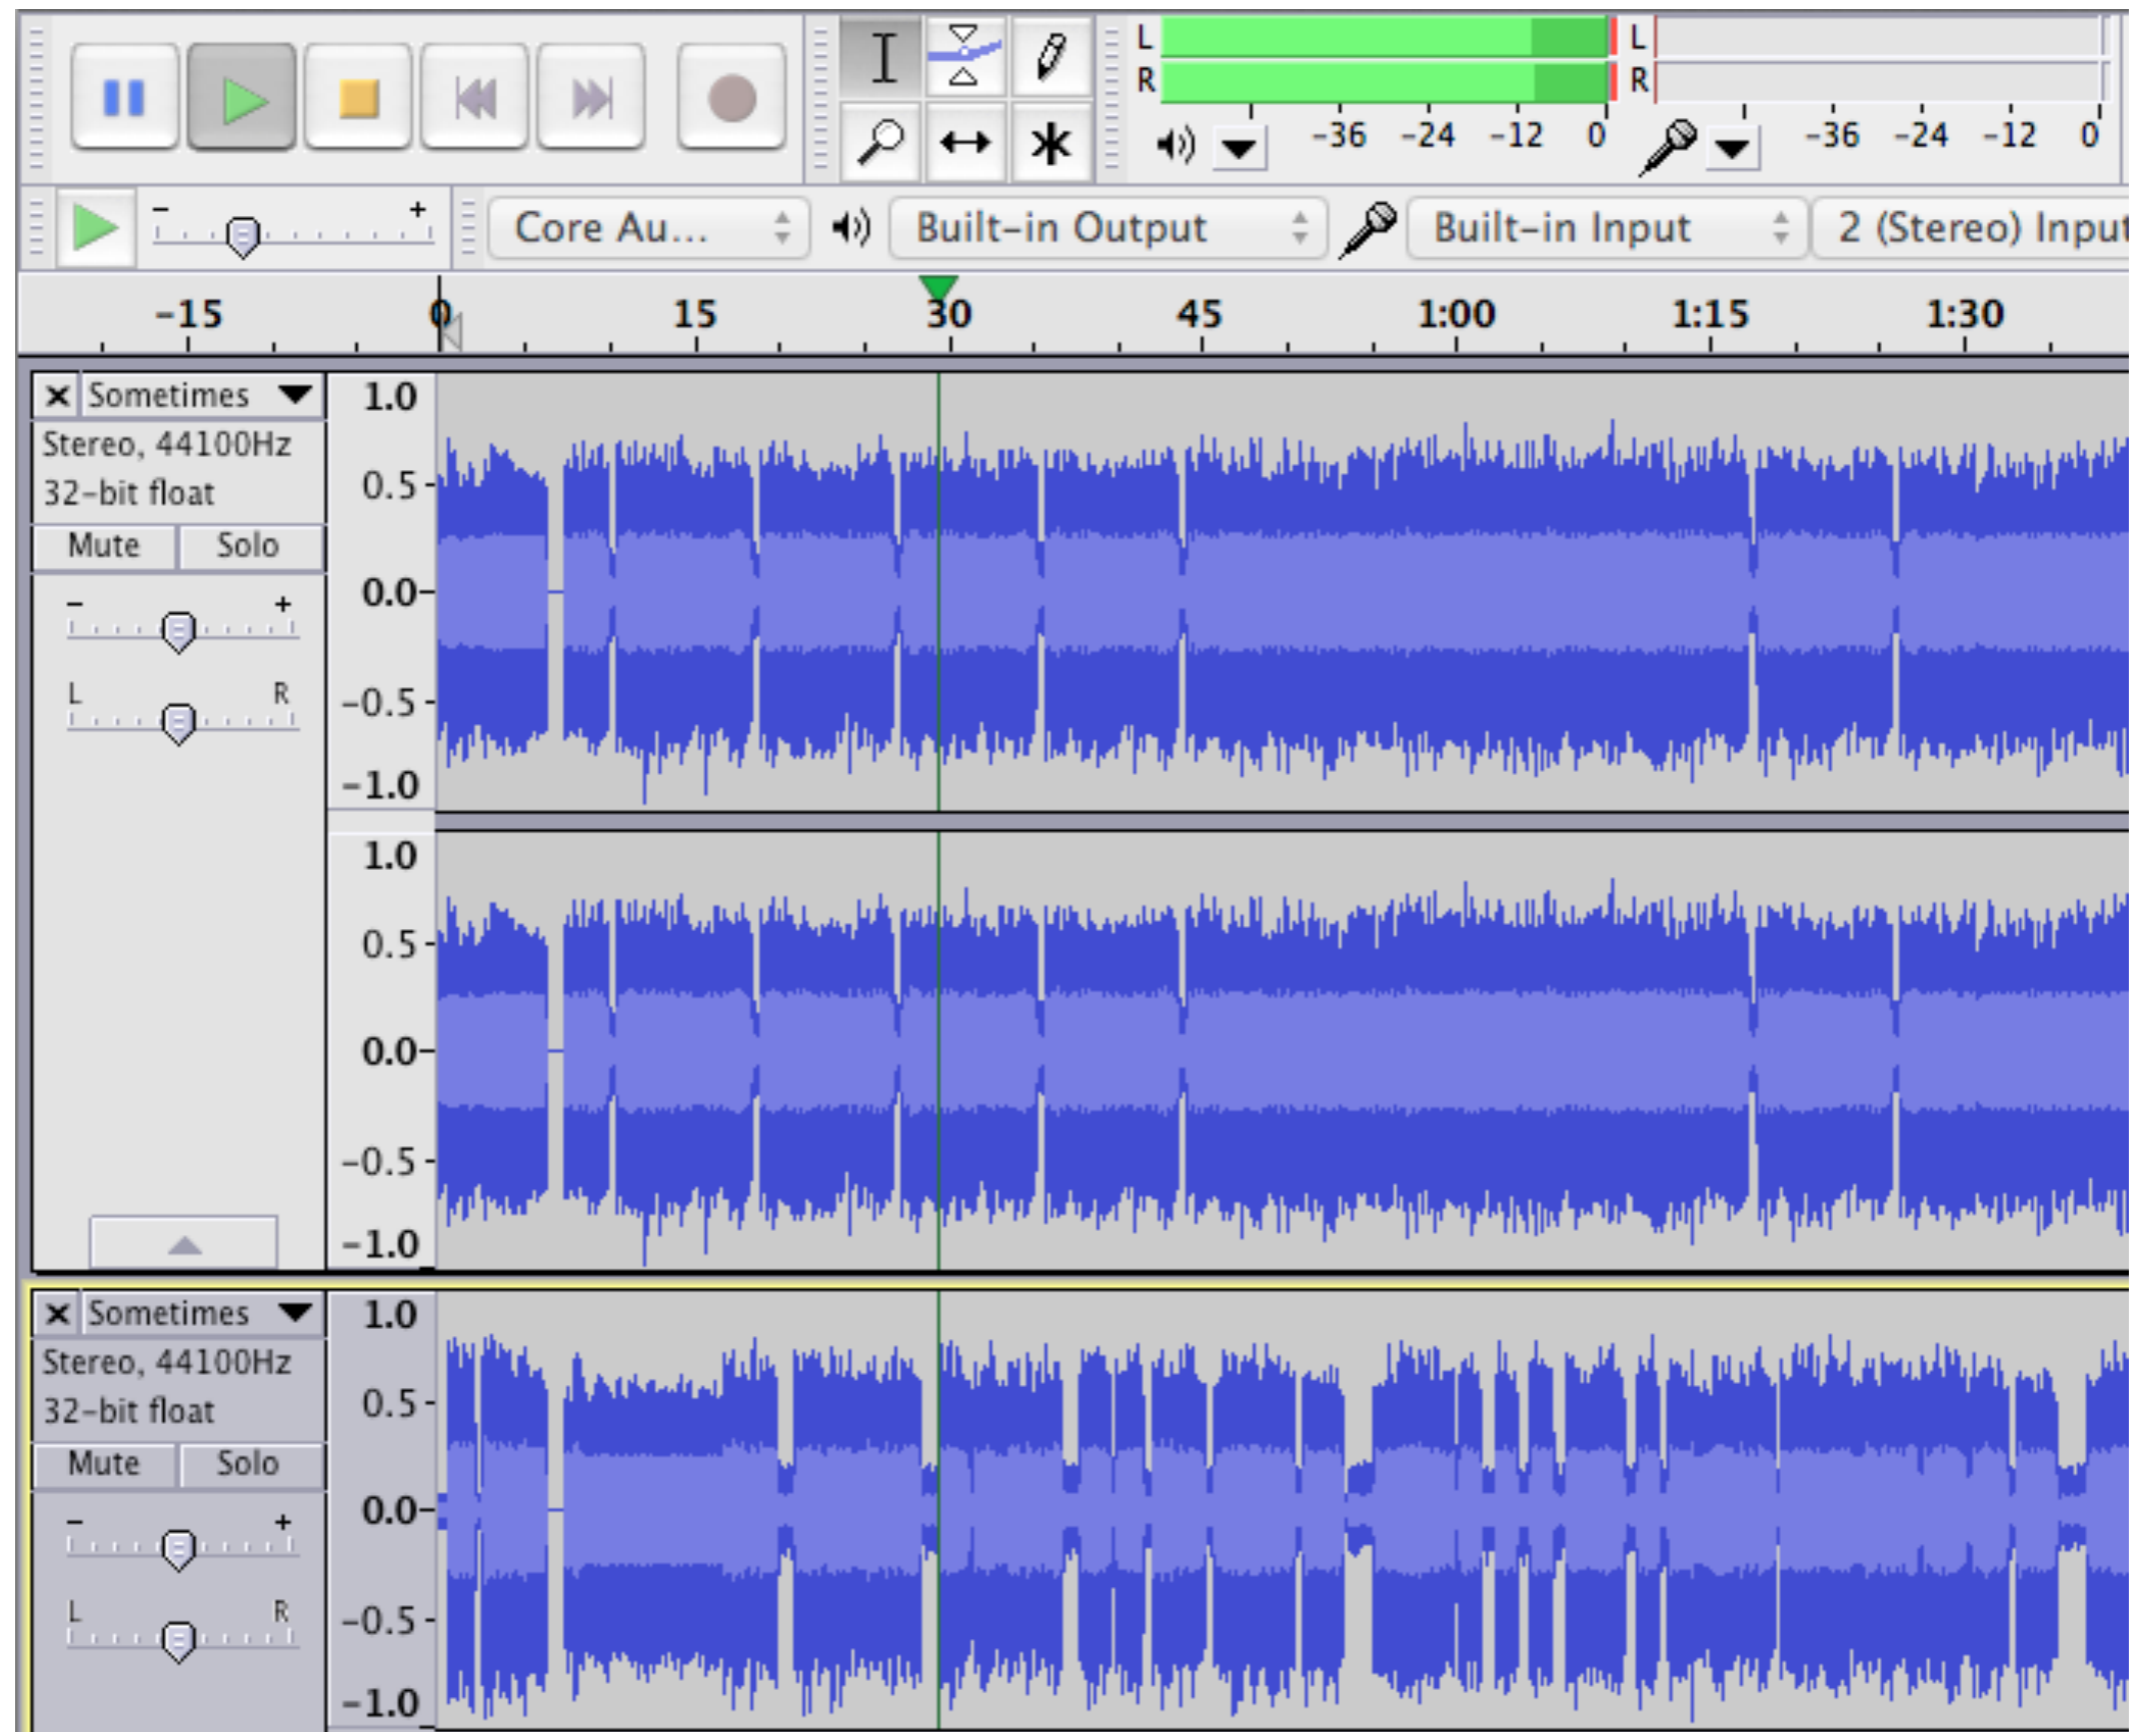 L L
R R
-36 -24 -12 0 -36 -24 -12 0
- + Core Au... Built-in Output Built-in Input 2 (Stereo) Input
-15 0 15 30 45 1:00 1:15 1:30
x Sometimes 1.0
Stereo, 44100Hz
32-bit float 0.5
Mute Solo
- + 0.0
L R -0.5
-1.0
1.0
0.5
0.0
-0.5
-1.0
x Sometimes 1.0
Stereo, 44100Hz
32-bit float 0.5
Mute Solo
- + 0.0
L R -0.5
-1.0